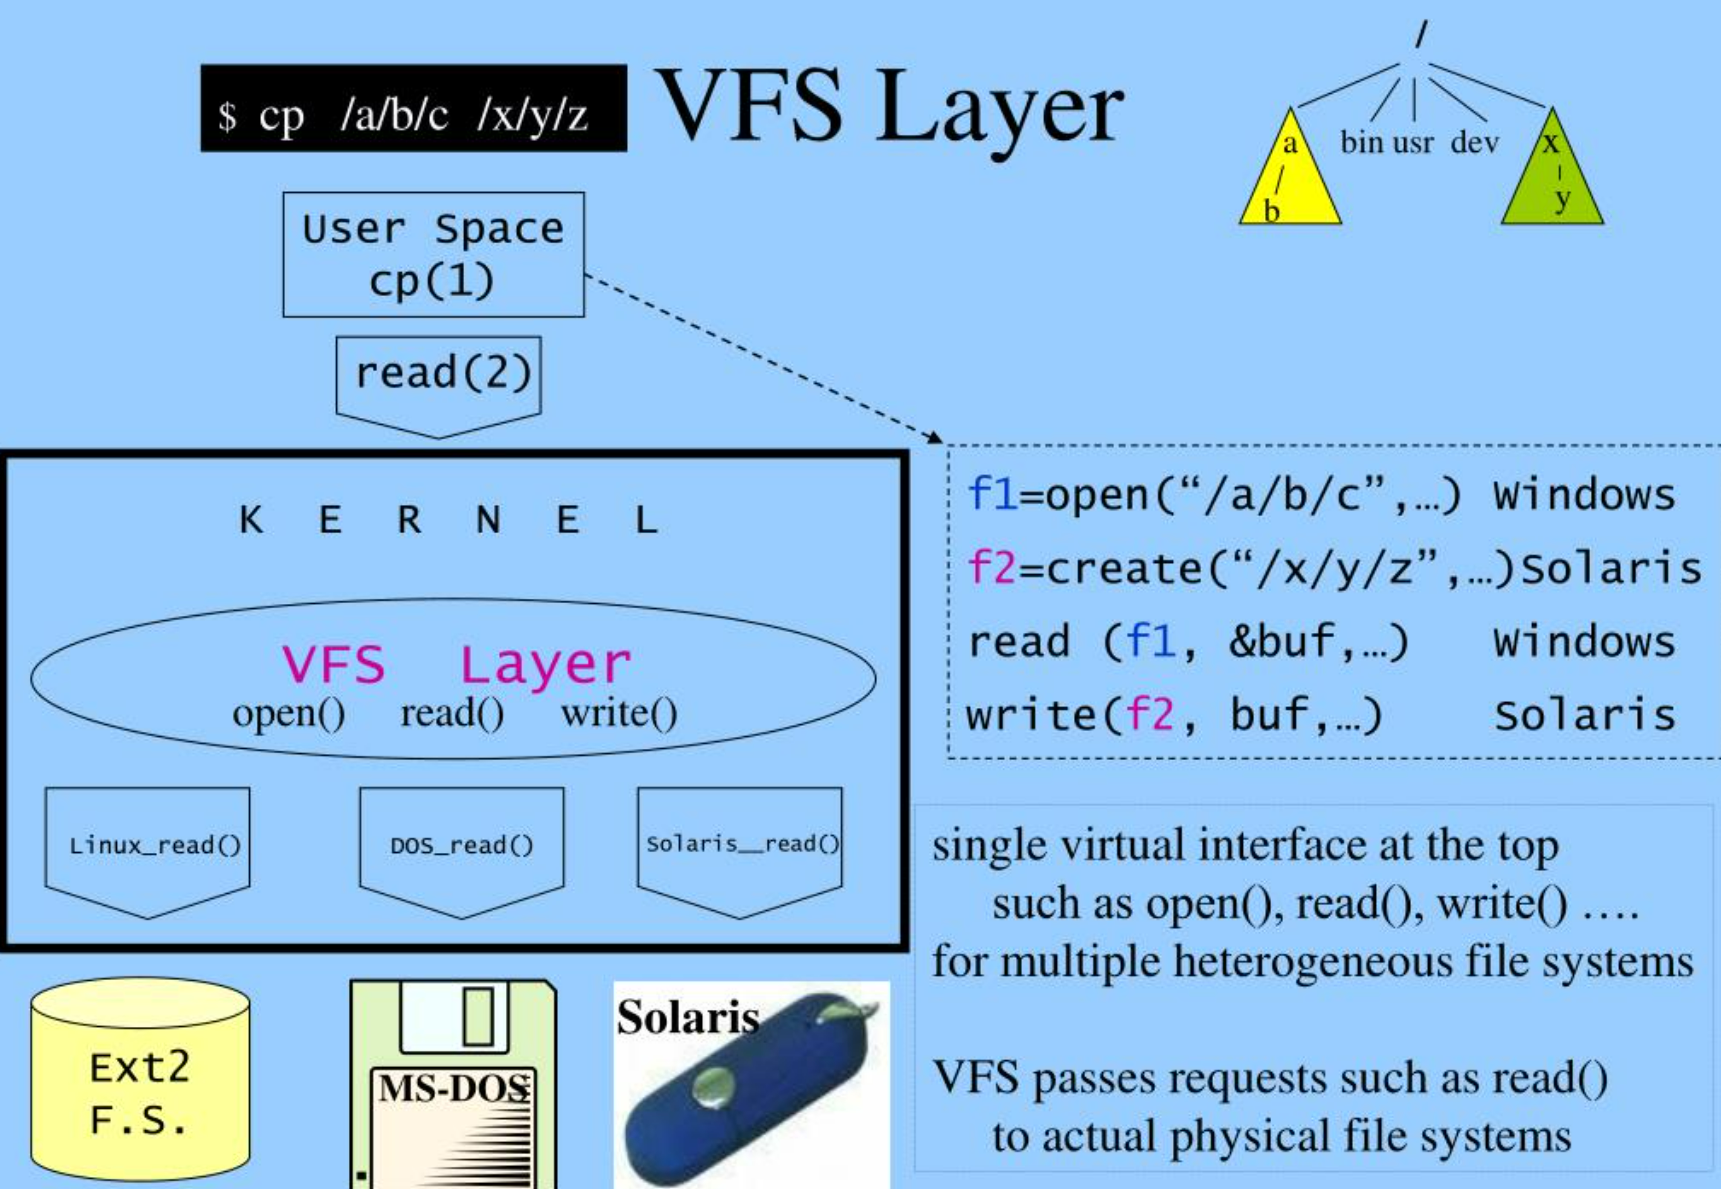 $ cp /a/b/c /x/y/z
VFS Layer
/
a bin usr dev x
b y
User Space
cp(1)
read(2)
K E R N E L
VFS Layer
open() read() write()
Linux_read() DOS_read() Solaris__read()
Ext2
F.S.
MS-DOS
Solaris
f1=open(“/a/b/c”,…) Windows
f2=create(“/x/y/z”,…)Solaris
read (f1, &buf,…) Windows
write(f2, buf,…) Solaris
single virtual interface at the top
such as open(), read(), write() ….
for multiple heterogeneous file systems
VFS passes requests such as read()
to actual physical file systems